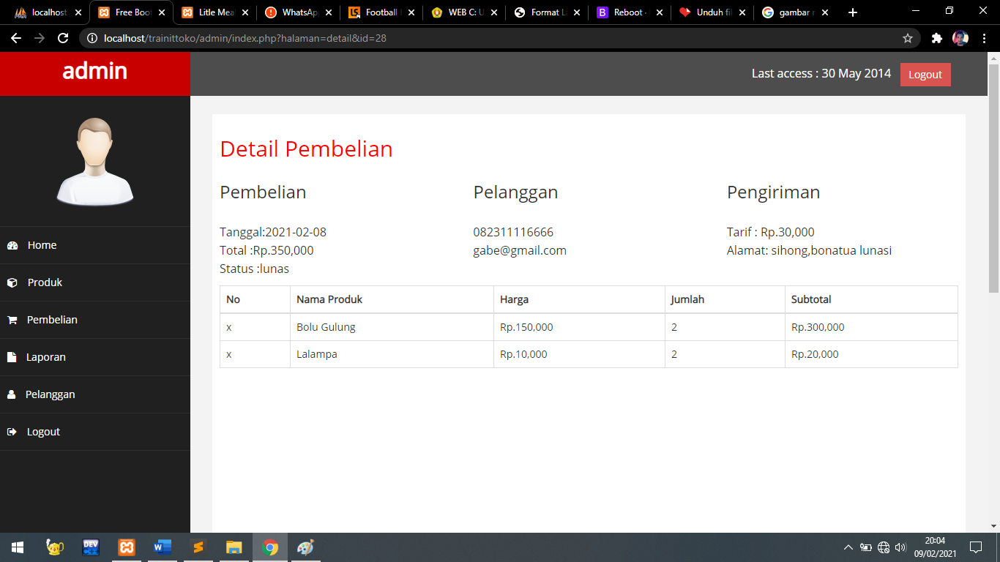 localhost
Free Boot
Litle Mea
WhatsAp
Football
WEB C: U
Format L
Reboot
Unduh fi
gambar
localhost/trainittoko/admin/index.php?halaman=detail&id=28
admin
Last access : 30 May 2014
Logout
Home
Produk
Pembelian
Laporan
Pelanggan
Logout
Detail Pembelian
Pembelian
Tanggal:2021-02-08
Total :Rp.350,000
Status :lunas
Pelanggan
082311116666
gabe@gmail.com
Pengiriman
Tarif : Rp.30,000
Alamat: sihong,bonatua lunasi
No Nama Produk Harga Jumlah Subtotal
x Bolu Gulung Rp.150,000 2 Rp.300,000
x Lalampa Rp.10,000 2 Rp.20,000
DEV
20:04
09/02/2021